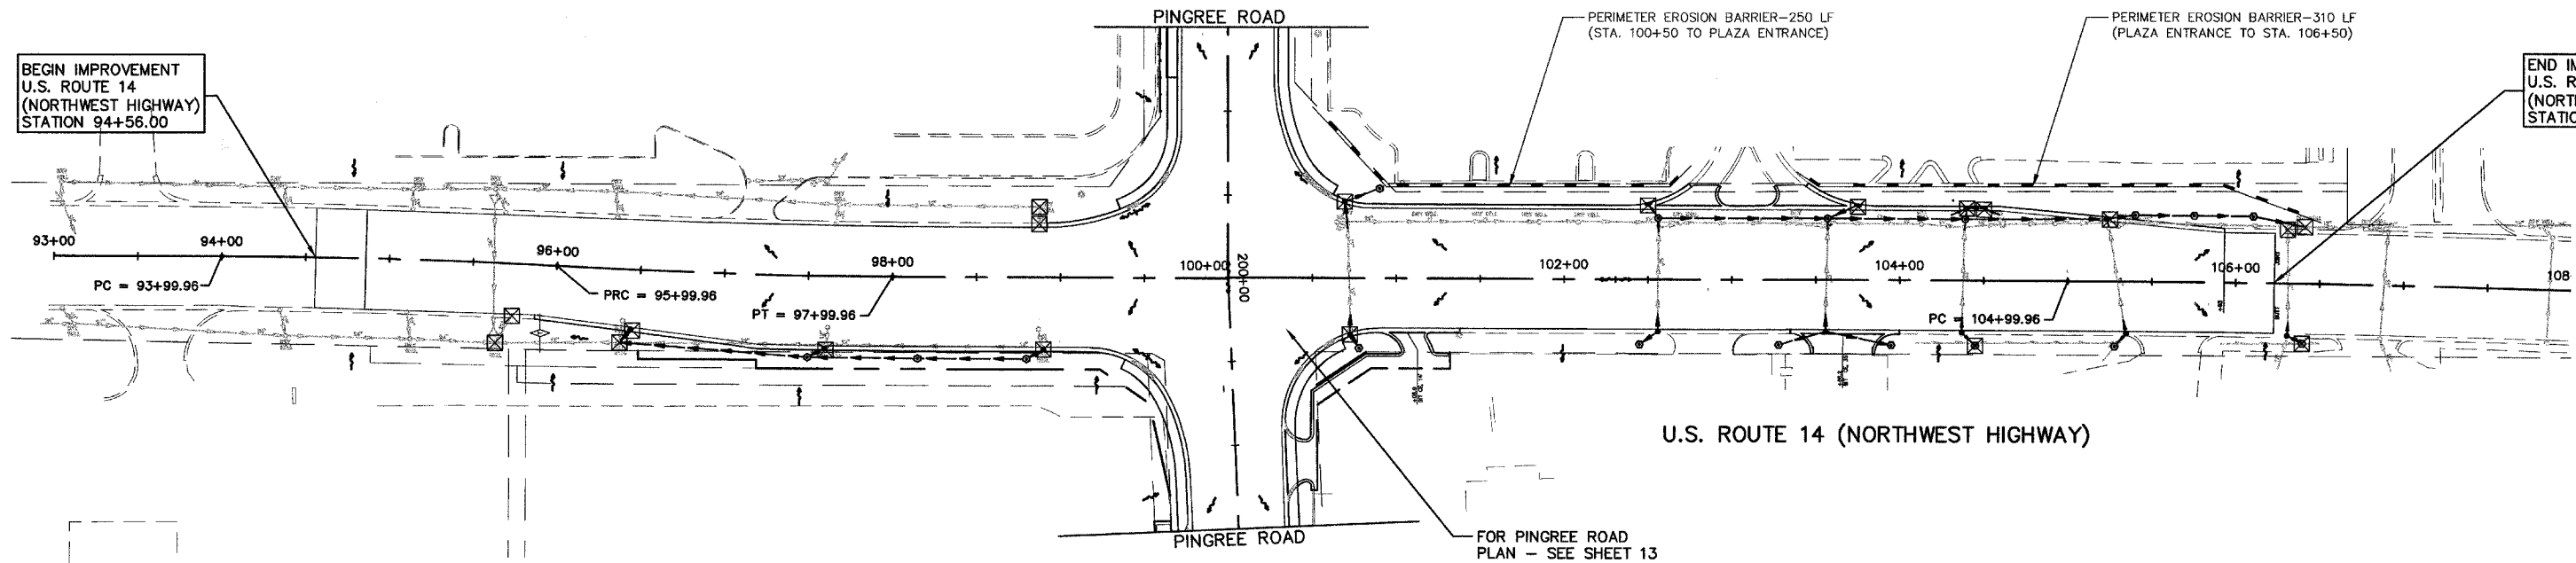 PINGREE ROAD
PERIMETER EROSION BARRIER-250 LF
(STA. 100+50 TO PLAZA ENTRANCE)
PERIMETER EROSION BARRIER-310 LF
(PLAZA ENTRANCE TO STA. 106+50)
BEGIN IMPROVEMENT
U.S. ROUTE 14
(NORTHWEST HIGHWAY)
STATION 94+56.00
END IM
U.S. R
(NORTH
STATIO
93+00
94+00
96+00
98+00
100+00
200+00
102+00
104+00
106+00
108
PC = 93+99.96
PRC = 95+99.96
PT = 97+99.96
PC = 104+99.96
U.S. ROUTE 14 (NORTHWEST HIGHWAY)
FOR PINGREE ROAD
PLAN - SEE SHEET 13
PINGREE ROAD